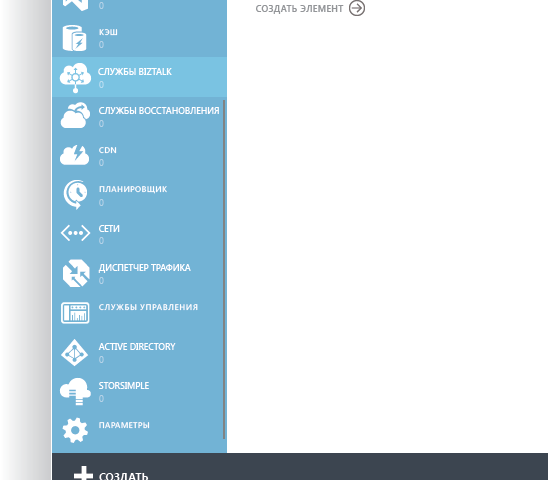 0
СОЗДАТЬ ЭЛЕМЕНТ
КЭШ
0
СЛУЖБЫ BIZTALK
0
СЛУЖБЫ ВОССТАНОВЛЕНИЯ
0
CDN
0
ПЛАНИРОВЩИК
0
СЕТИ
0
ДИСПЕТЧЕР ТРАФИКА
0
СЛУЖБЫ УПРАВЛЕНИЯ
ACTIVE DIRECTORY
0
STORSIMPLE
0
ПАРАМЕТРЫ
СОЗДАТЬ